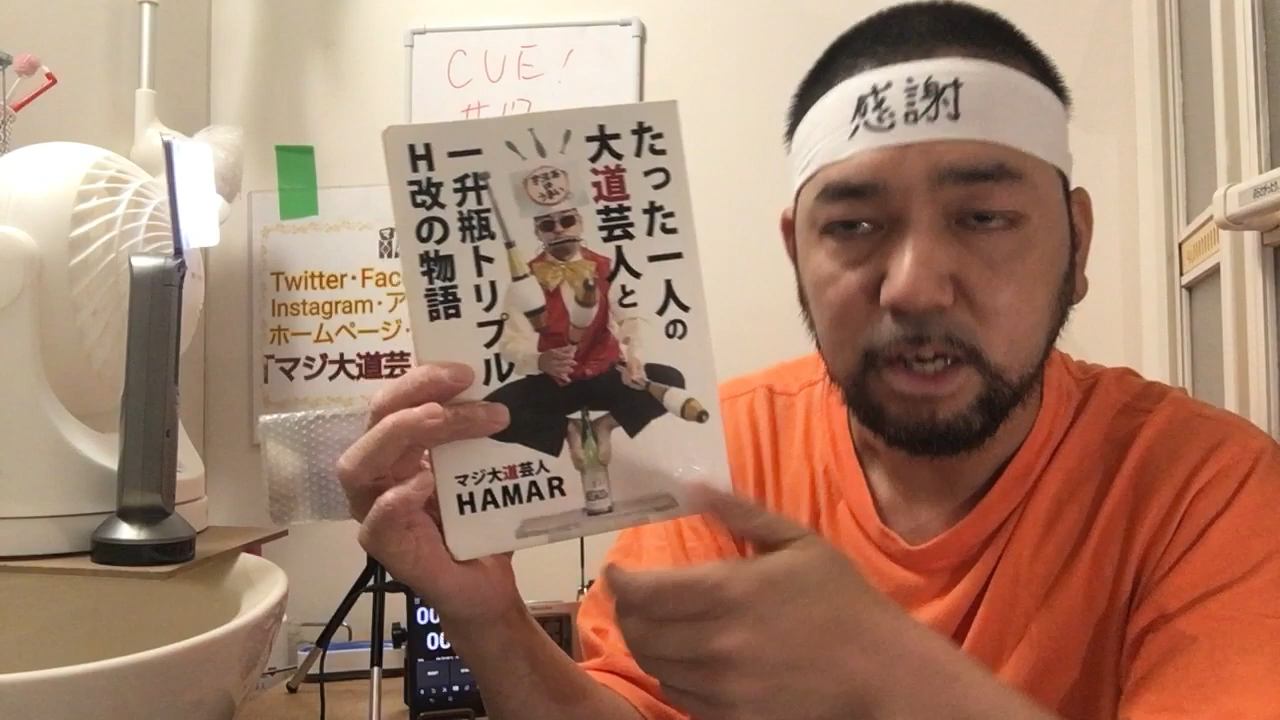 CUE!
感謝
たった一人の
大道芸人と
一升瓶トリプル
H改の物語
マジ大道芸人
HAMAR
Twitter・Fac
Instagram・ア
ホームページ・
「マジ大道芸